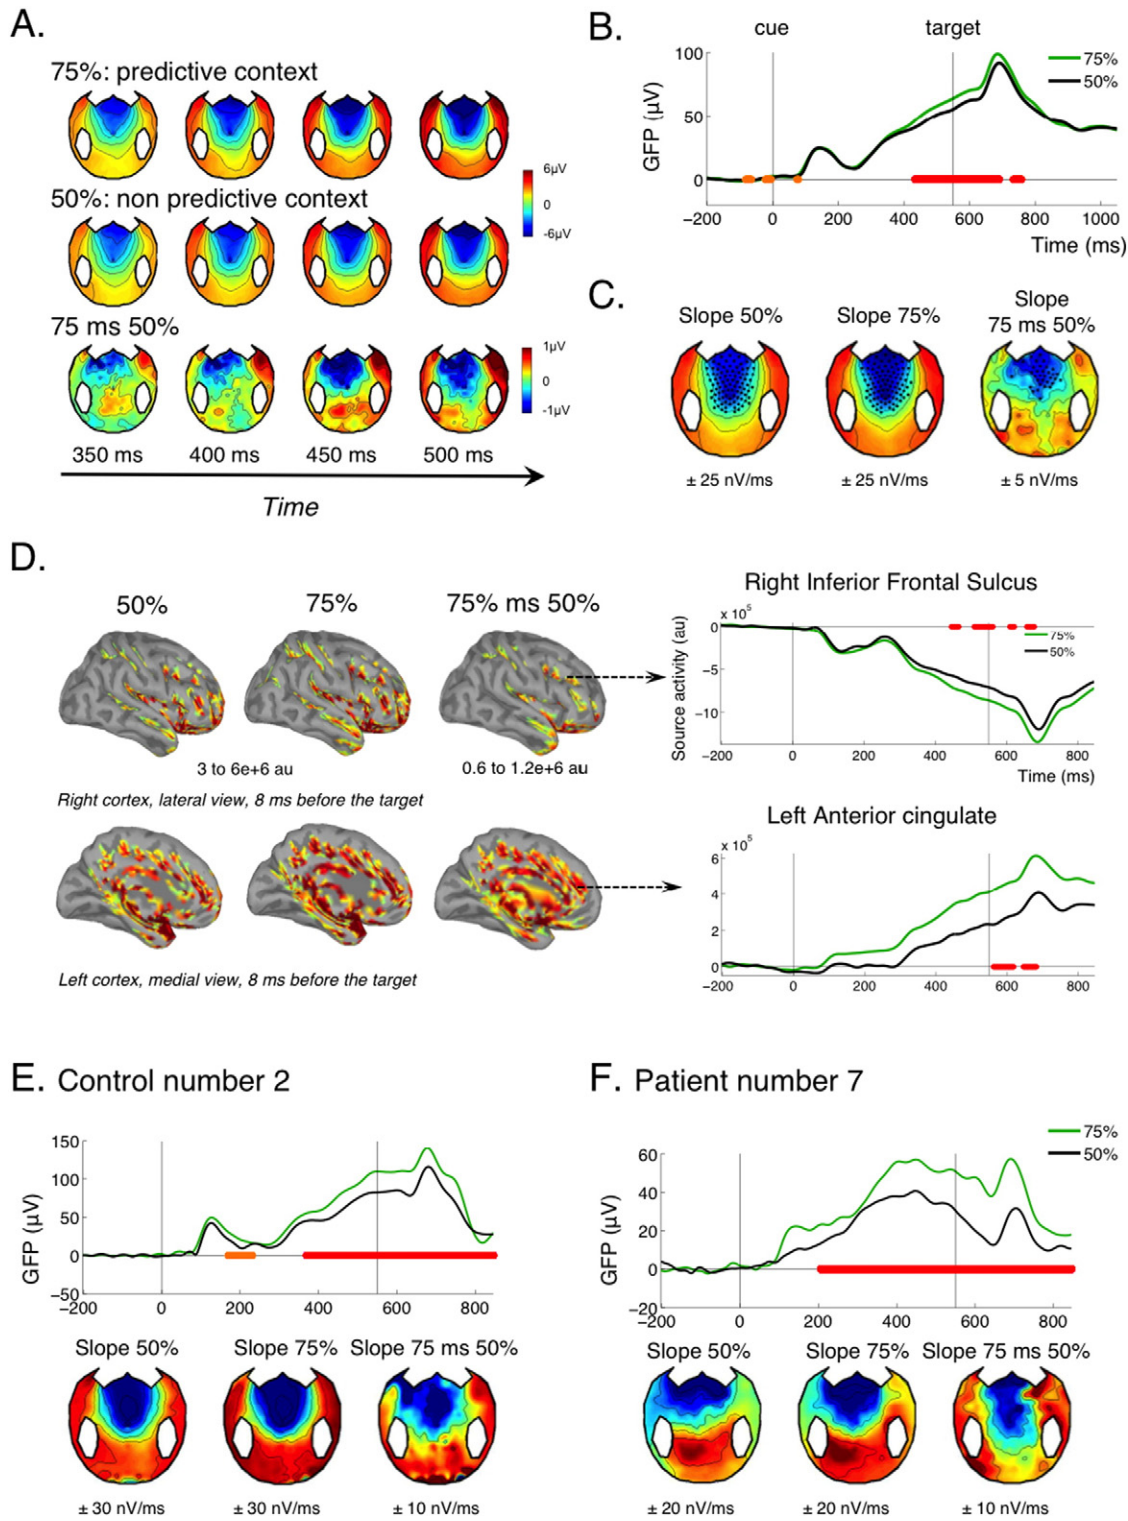 A.
75%: predictive context
6µV
0
-6µV
50%: non predictive context
75 ms 50%
1µV
0
-1µV
350 ms 400 ms 450 ms 500 ms
Time
B.
cue target
75%
50%
GFP (µV)
100
50
0
−200 0 200 400 600 800 1000
Time (ms)
C.
Slope 50% Slope 75% Slope
75 ms 50%
± 25 nV/ms ± 25 nV/ms ± 5 nV/ms
D.
50% 75% 75% ms 50%
3 to 6e+6 au 0.6 to 1.2e+6 au
Right cortex, lateral view, 8 ms before the target
Left cortex, medial view, 8 ms before the target
Right Inferior Frontal Sulcus
x 10⁵
Source activity (au)
0
−5
−10
75%
50%
−200 0 200 400 600 800
Time (ms)
Left Anterior cingulate
x 10⁵
6
4
2
0
−200 0 200 400 600 800
E. Control number 2
GFP (µV)
150
100
50
0
−50
−200 0 200 400 600 800
Slope 50% Slope 75% Slope 75 ms 50%
± 30 nV/ms ± 30 nV/ms ± 10 nV/ms
F. Patient number 7
75%
50%
GFP (µV)
60
40
20
0
−20
−200 0 200 400 600 800
Slope 50% Slope 75% Slope 75 ms 50%
± 20 nV/ms ± 20 nV/ms ± 10 nV/ms